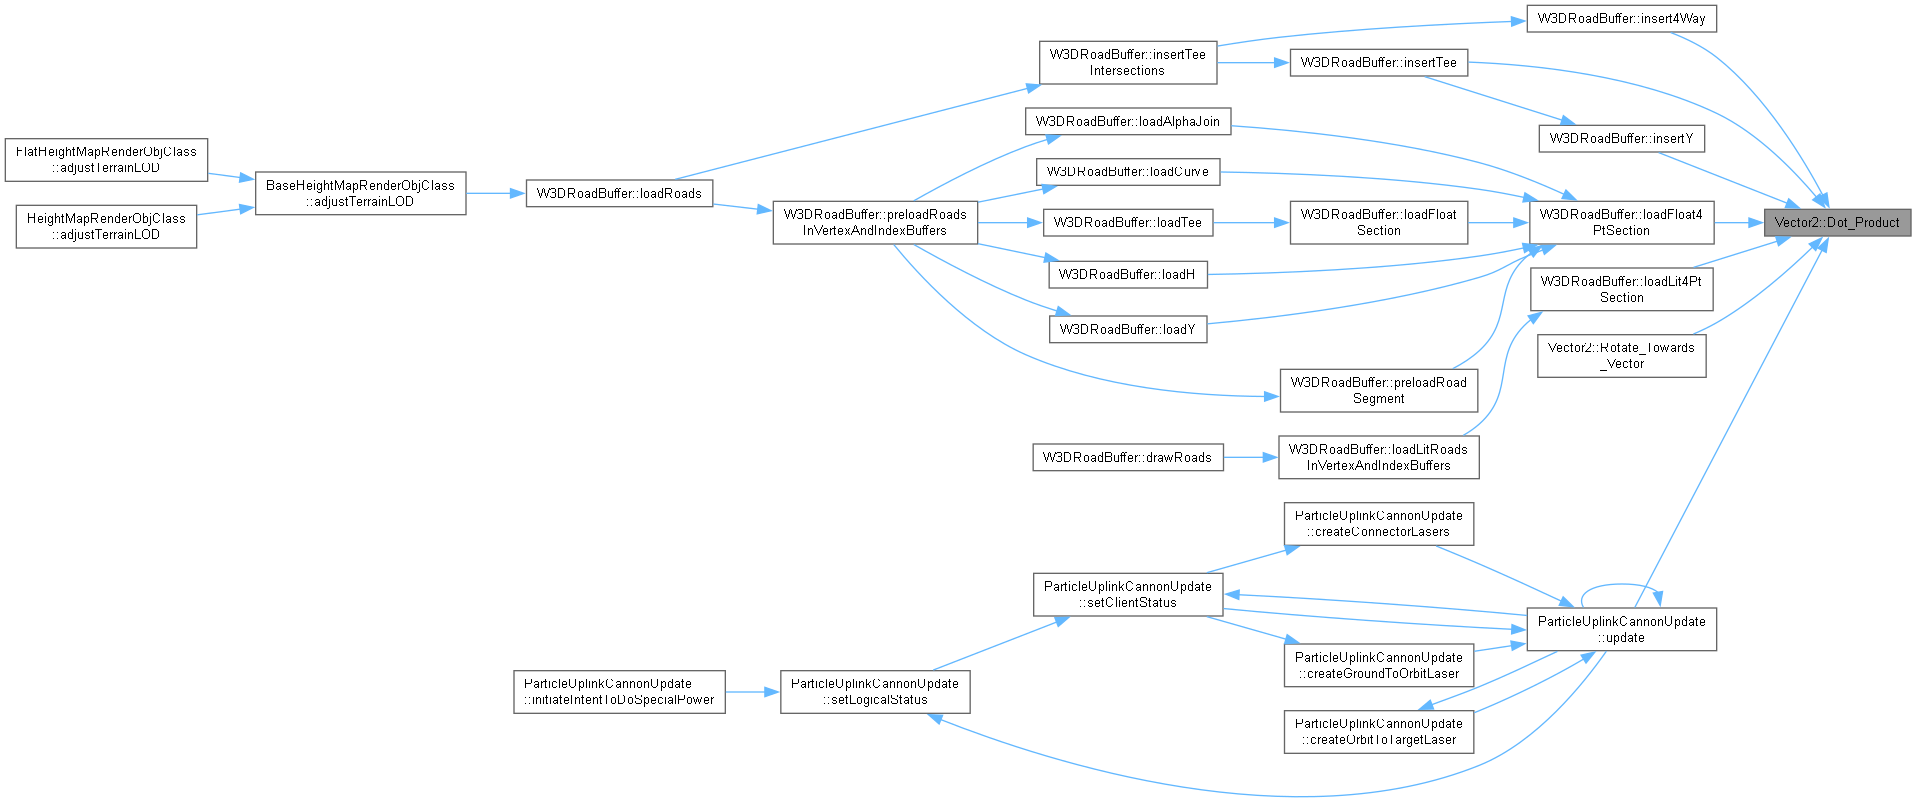 W3DRoadBuffer::insert4Way
W3DRoadBuffer::insertTee
Intersections
W3DRoadBuffer::insertTee
W3DRoadBuffer::loadAlphaJoin
W3DRoadBuffer::insertY
FlatHeightMapRenderObjClass
::adjustTerrainLOD
BaseHeightMapRenderObjClass
::adjustTerrainLOD
HeightMapRenderObjClass
::adjustTerrainLOD
W3DRoadBuffer::loadRoads
W3DRoadBuffer::loadCurve
W3DRoadBuffer::preloadRoads
InVertexAndIndexBuffers
W3DRoadBuffer::loadTee
W3DRoadBuffer::loadFloat
Section
W3DRoadBuffer::loadFloat4
PtSection
Vector2::Dot_Product
W3DRoadBuffer::loadH
W3DRoadBuffer::loadLit4Pt
Section
W3DRoadBuffer::loadY
Vector2::Rotate_Towards
_Vector
W3DRoadBuffer::preloadRoad
Segment
W3DRoadBuffer::drawRoads
W3DRoadBuffer::loadLitRoads
InVertexAndIndexBuffers
ParticleUplinkCannonUpdate
::createConnectorLasers
ParticleUplinkCannonUpdate
::setClientStatus
ParticleUplinkCannonUpdate
::update
ParticleUplinkCannonUpdate
::createGroundToOrbitLaser
ParticleUplinkCannonUpdate
::initiateIntentToDoSpecialPower
ParticleUplinkCannonUpdate
::setLogicalStatus
ParticleUplinkCannonUpdate
::createOrbitToTargetLaser